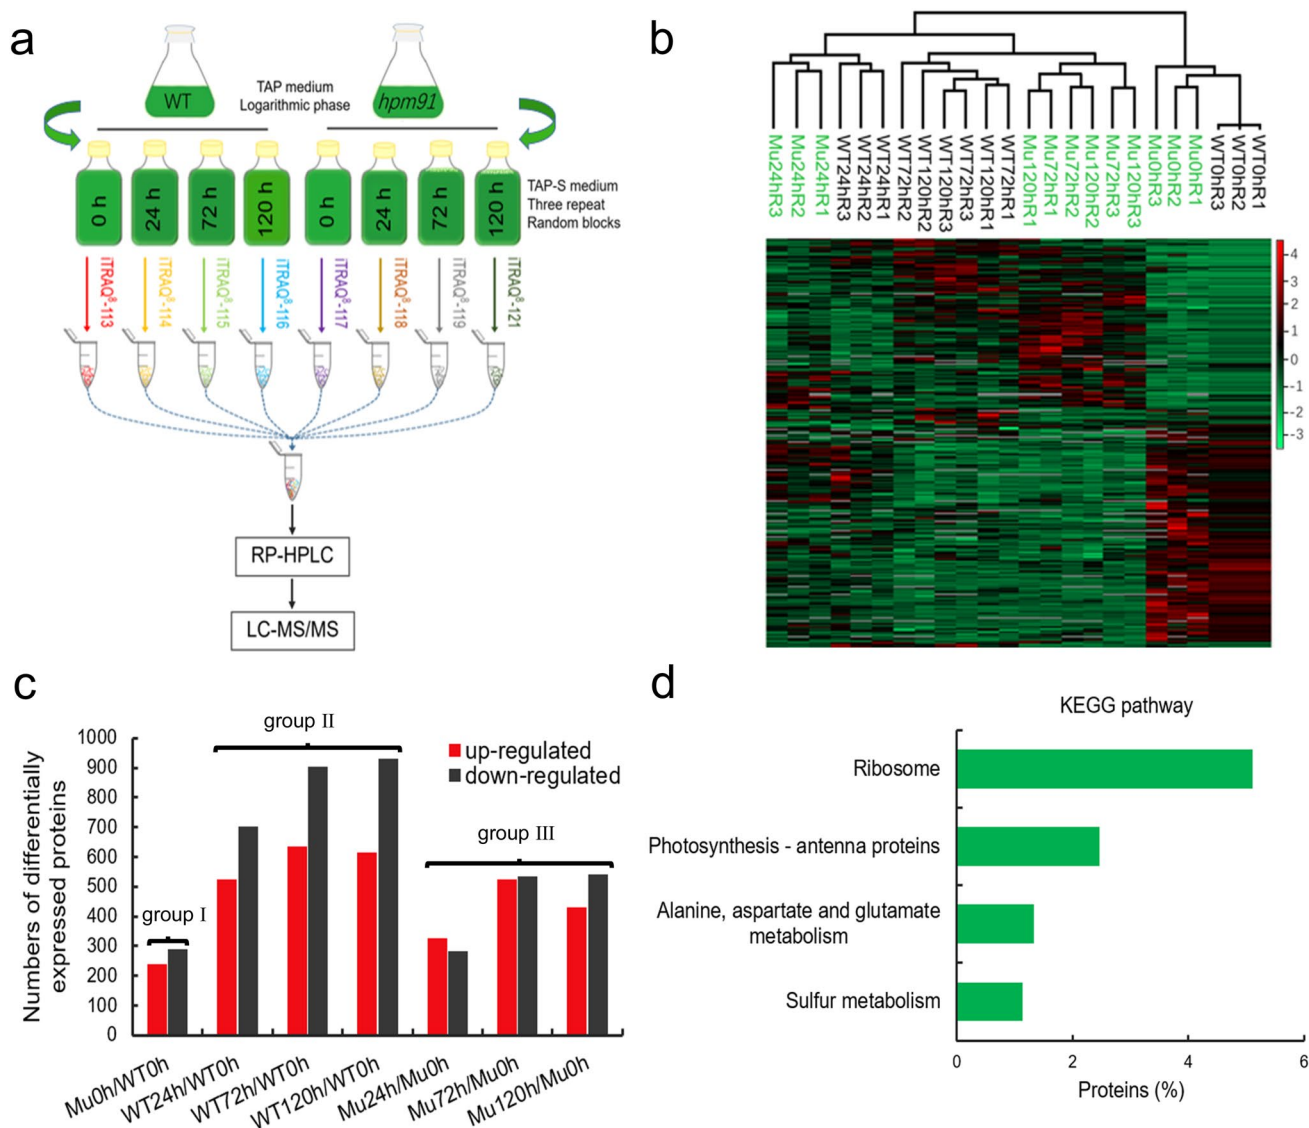 a
WT
TAP medium
Logarithmic phase
hpm91
0 h
24 h
72 h
120 h
0 h
24 h
72 h
120 h
TAP-S medium
Three repeat
Random blocks
iTRAQ8-113
iTRAQ8-114
iTRAQ8-115
iTRAQ8-116
iTRAQ8-117
iTRAQ8-118
iTRAQ8-119
iTRAQ8-121
RP-HPLC
LC-MS/MS
b
Mu24hR3
Mu24hR2
Mu24hR1
WT24hR3
WT24hR2
WT24hR1
WT72hR2
WT120hR2
WT120hR3
WT72hR3
WT120hR1
WT72hR1
Mu120hR1
Mu72hR1
Mu72hR2
Mu120hR2
Mu72hR3
Mu120hR3
Mu0hR3
Mu0hR2
Mu0hR1
WT0hR3
WT0hR2
WT0hR1
4
3
2
1
0
-1
-2
-3
c
Numbers of differentially
expressed proteins
1000
900
800
700
600
500
400
300
200
100
0
group I
group II
group III
up-regulated
down-regulated
Mu0h/WT0h
WT24h/WT0h
WT72h/WT0h
WT120h/WT0h
Mu24h/Mu0h
Mu72h/Mu0h
Mu120h/Mu0h
d
KEGG pathway
Ribosome
Photosynthesis - antenna proteins
Alanine, aspartate and glutamate
metabolism
Sulfur metabolism
0 2 4 6
Proteins (%)